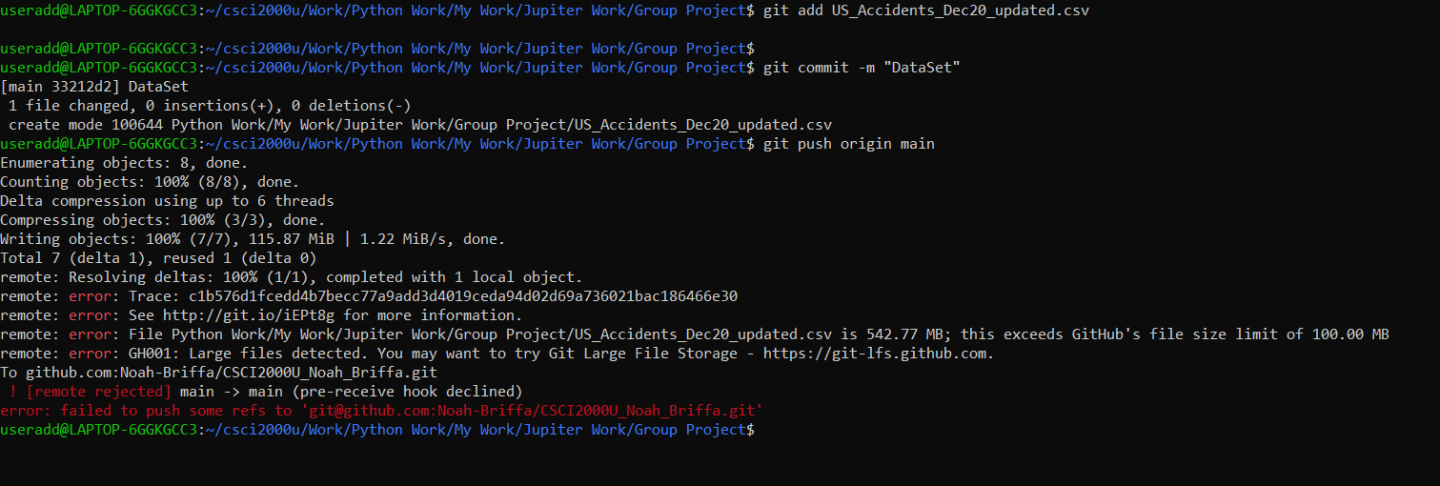 useradd@LAPTOP-6GGKGCC3:~/csci2000u/Work/Python Work/My Work/Jupiter Work/Group Project$ git add US_Accidents_Dec20_updated.csv
useradd@LAPTOP-6GGKGCC3:~/csci2000u/Work/Python Work/My Work/Jupiter Work/Group Project$
useradd@LAPTOP-6GGKGCC3:~/csci2000u/Work/Python Work/My Work/Jupiter Work/Group Project$ git commit -m "DataSet"
[main 33212d2] DataSet
1 file changed, 0 insertions(+), 0 deletions(-)
create mode 100644 Python Work/My Work/Jupiter Work/Group Project/US_Accidents_Dec20_updated.csv
useradd@LAPTOP-6GGKGCC3:~/csci2000u/Work/Python Work/My Work/Jupiter Work/Group Project$ git push origin main
Enumerating objects: 8, done.
Counting objects: 100% (8/8), done.
Delta compression using up to 6 threads
Compressing objects: 100% (3/3), done.
Writing objects: 100% (7/7), 115.87 MiB | 1.22 MiB/s, done.
Total 7 (delta 1), reused 1 (delta 0)
remote: Resolving deltas: 100% (1/1), completed with 1 local object.
remote: error: Trace: c1b576d1fcedd4b7becc77a9add3d4019ceda94d02d69a736021bac186466e30
remote: error: See http://git.io/iEPt8g for more information.
remote: error: File Python Work/My Work/Jupiter Work/Group Project/US_Accidents_Dec20_updated.csv is 542.77 MB; this exceeds GitHub's file size limit of 100.00 MB
remote: error: GH001: Large files detected. You may want to try Git Large File Storage - https://git-lfs.github.com.
To github.com:Noah-Briffa/CSCI2000U_Noah_Briffa.git
! [remote rejected] main -> main (pre-receive hook declined)
error: failed to push some refs to 'git@github.com:Noah-Briffa/CSCI2000U_Noah_Briffa.git'
useradd@LAPTOP-6GGKGCC3:~/csci2000u/Work/Python Work/My Work/Jupiter Work/Group Project$